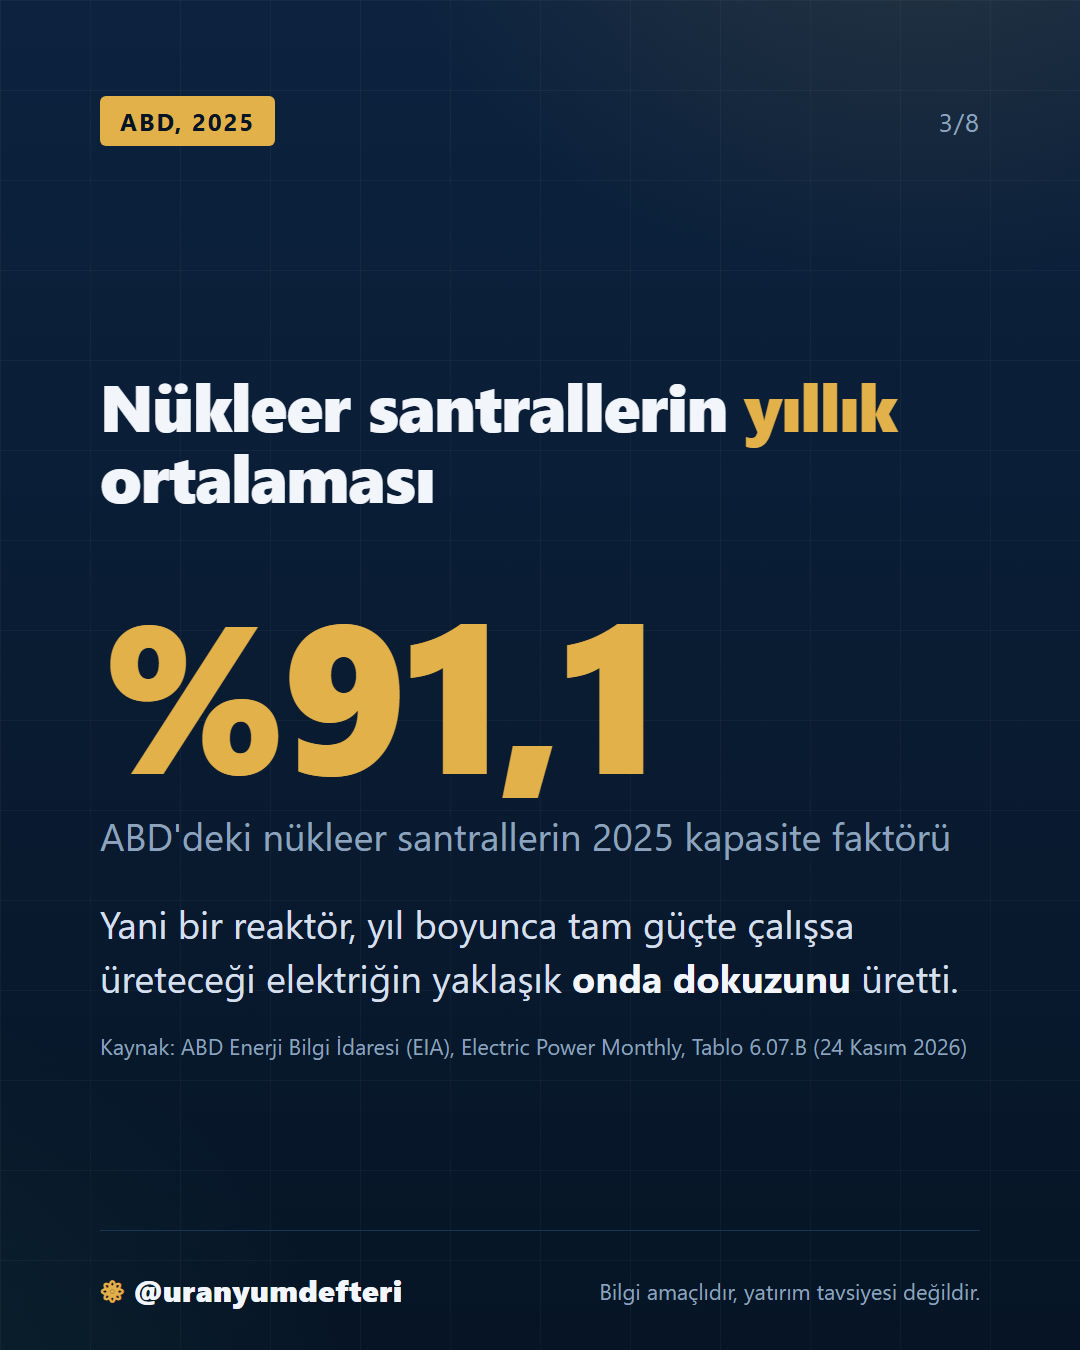 ABD, 2025
3/8
Nükleer santrallerin yıllık
ortalaması
%91,1
ABD'deki nükleer santrallerin 2025 kapasite faktörü
Yani bir reaktör, yıl boyunca tam güçte çalışsa
üreteceği elektriğin yaklaşık onda dokuzunu üretti.
Kaynak: ABD Enerji Bilgi İdaresi (EIA), Electric Power Monthly, Tablo 6.07.B (24 Kasım 2026)
@uranyumdefteri
Bilgi amaçlıdır, yatırım tavsiyesi değildir.